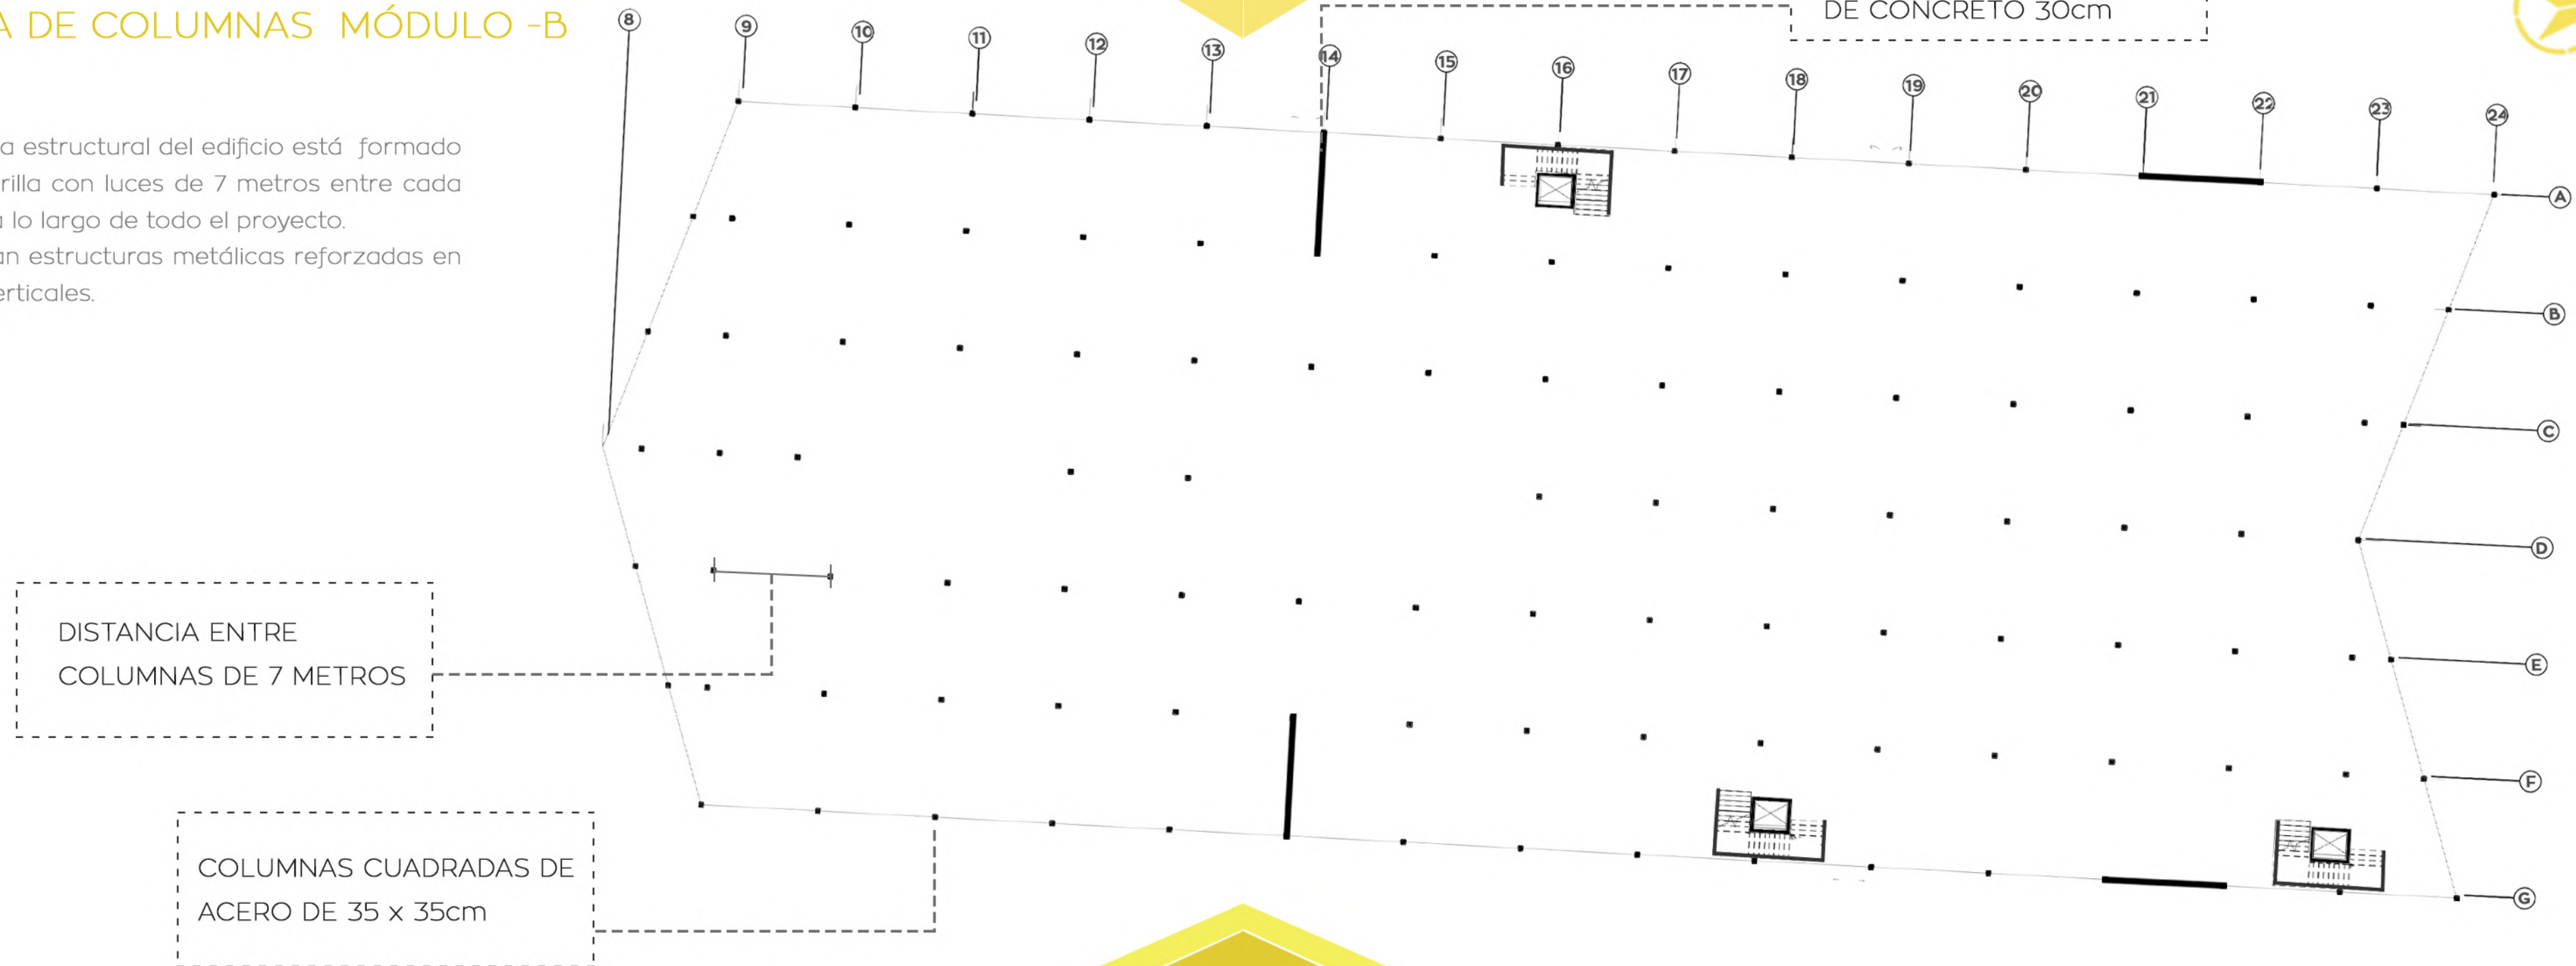 A DE COLUMNAS MÓDULO -B
DE CONCRETO 30cm
8
9
10
11
12
13
14
15
16
17
18
19
20
21
22
23
24
a estructural del edificio está formado
rilla con luces de 7 metros entre cada
lo largo de todo el proyecto.
an estructuras metálicas reforzadas en
erticales.
A
B
C
D
E
F
G
DISTANCIA ENTRE
COLUMNAS DE 7 METROS
COLUMNAS CUADRADAS DE
ACERO DE 35 x 35cm